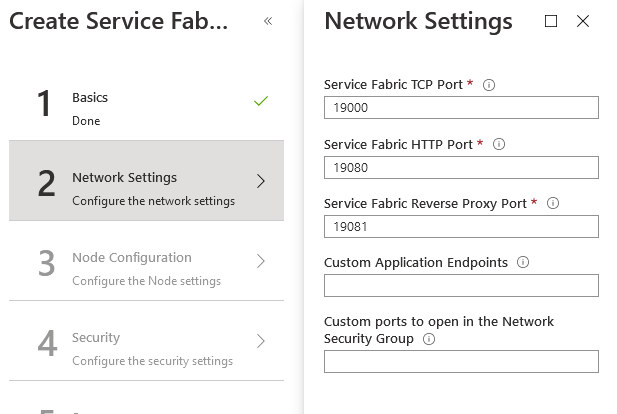 Create Service Fab... «
1 Basics
Done
2 Network Settings
Configure the network settings
3 Node Configuration
Configure the Node settings
4 Security
Configure the security settings
Network Settings
Service Fabric TCP Port *
19000
Service Fabric HTTP Port *
19080
Service Fabric Reverse Proxy Port *
19081
Custom Application Endpoints
Custom ports to open in the Network
Security Group